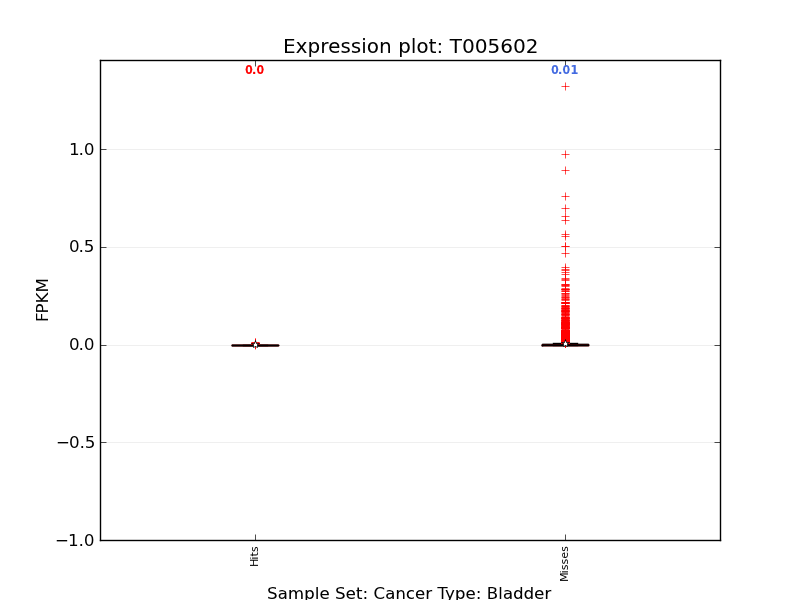 Expression plot: T005602
0.0
0.01
1.0
0.5
0.0
−0.5
−1.0
FPKM
Hits
Misses
Sample Set: Cancer Type: Bladder